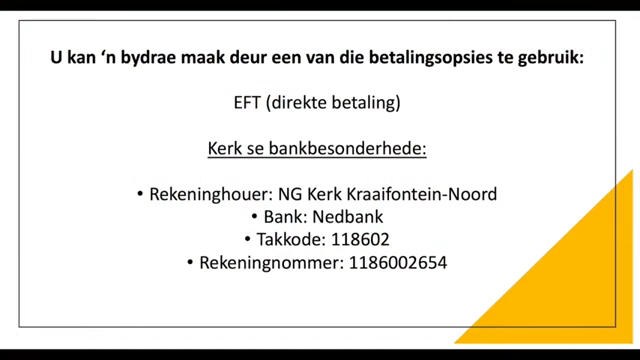 U kan ‘n bydrae maak deur een van die betalingsopsies te gebruik:
EFT (direkte betaling)
Kerk se bankbesonderhede:
• Rekeninghouer: NG Kerk Kraaifontein-Noord
• Bank: Nedbank
• Takkode: 118602
• Rekeningnommer: 1186002654